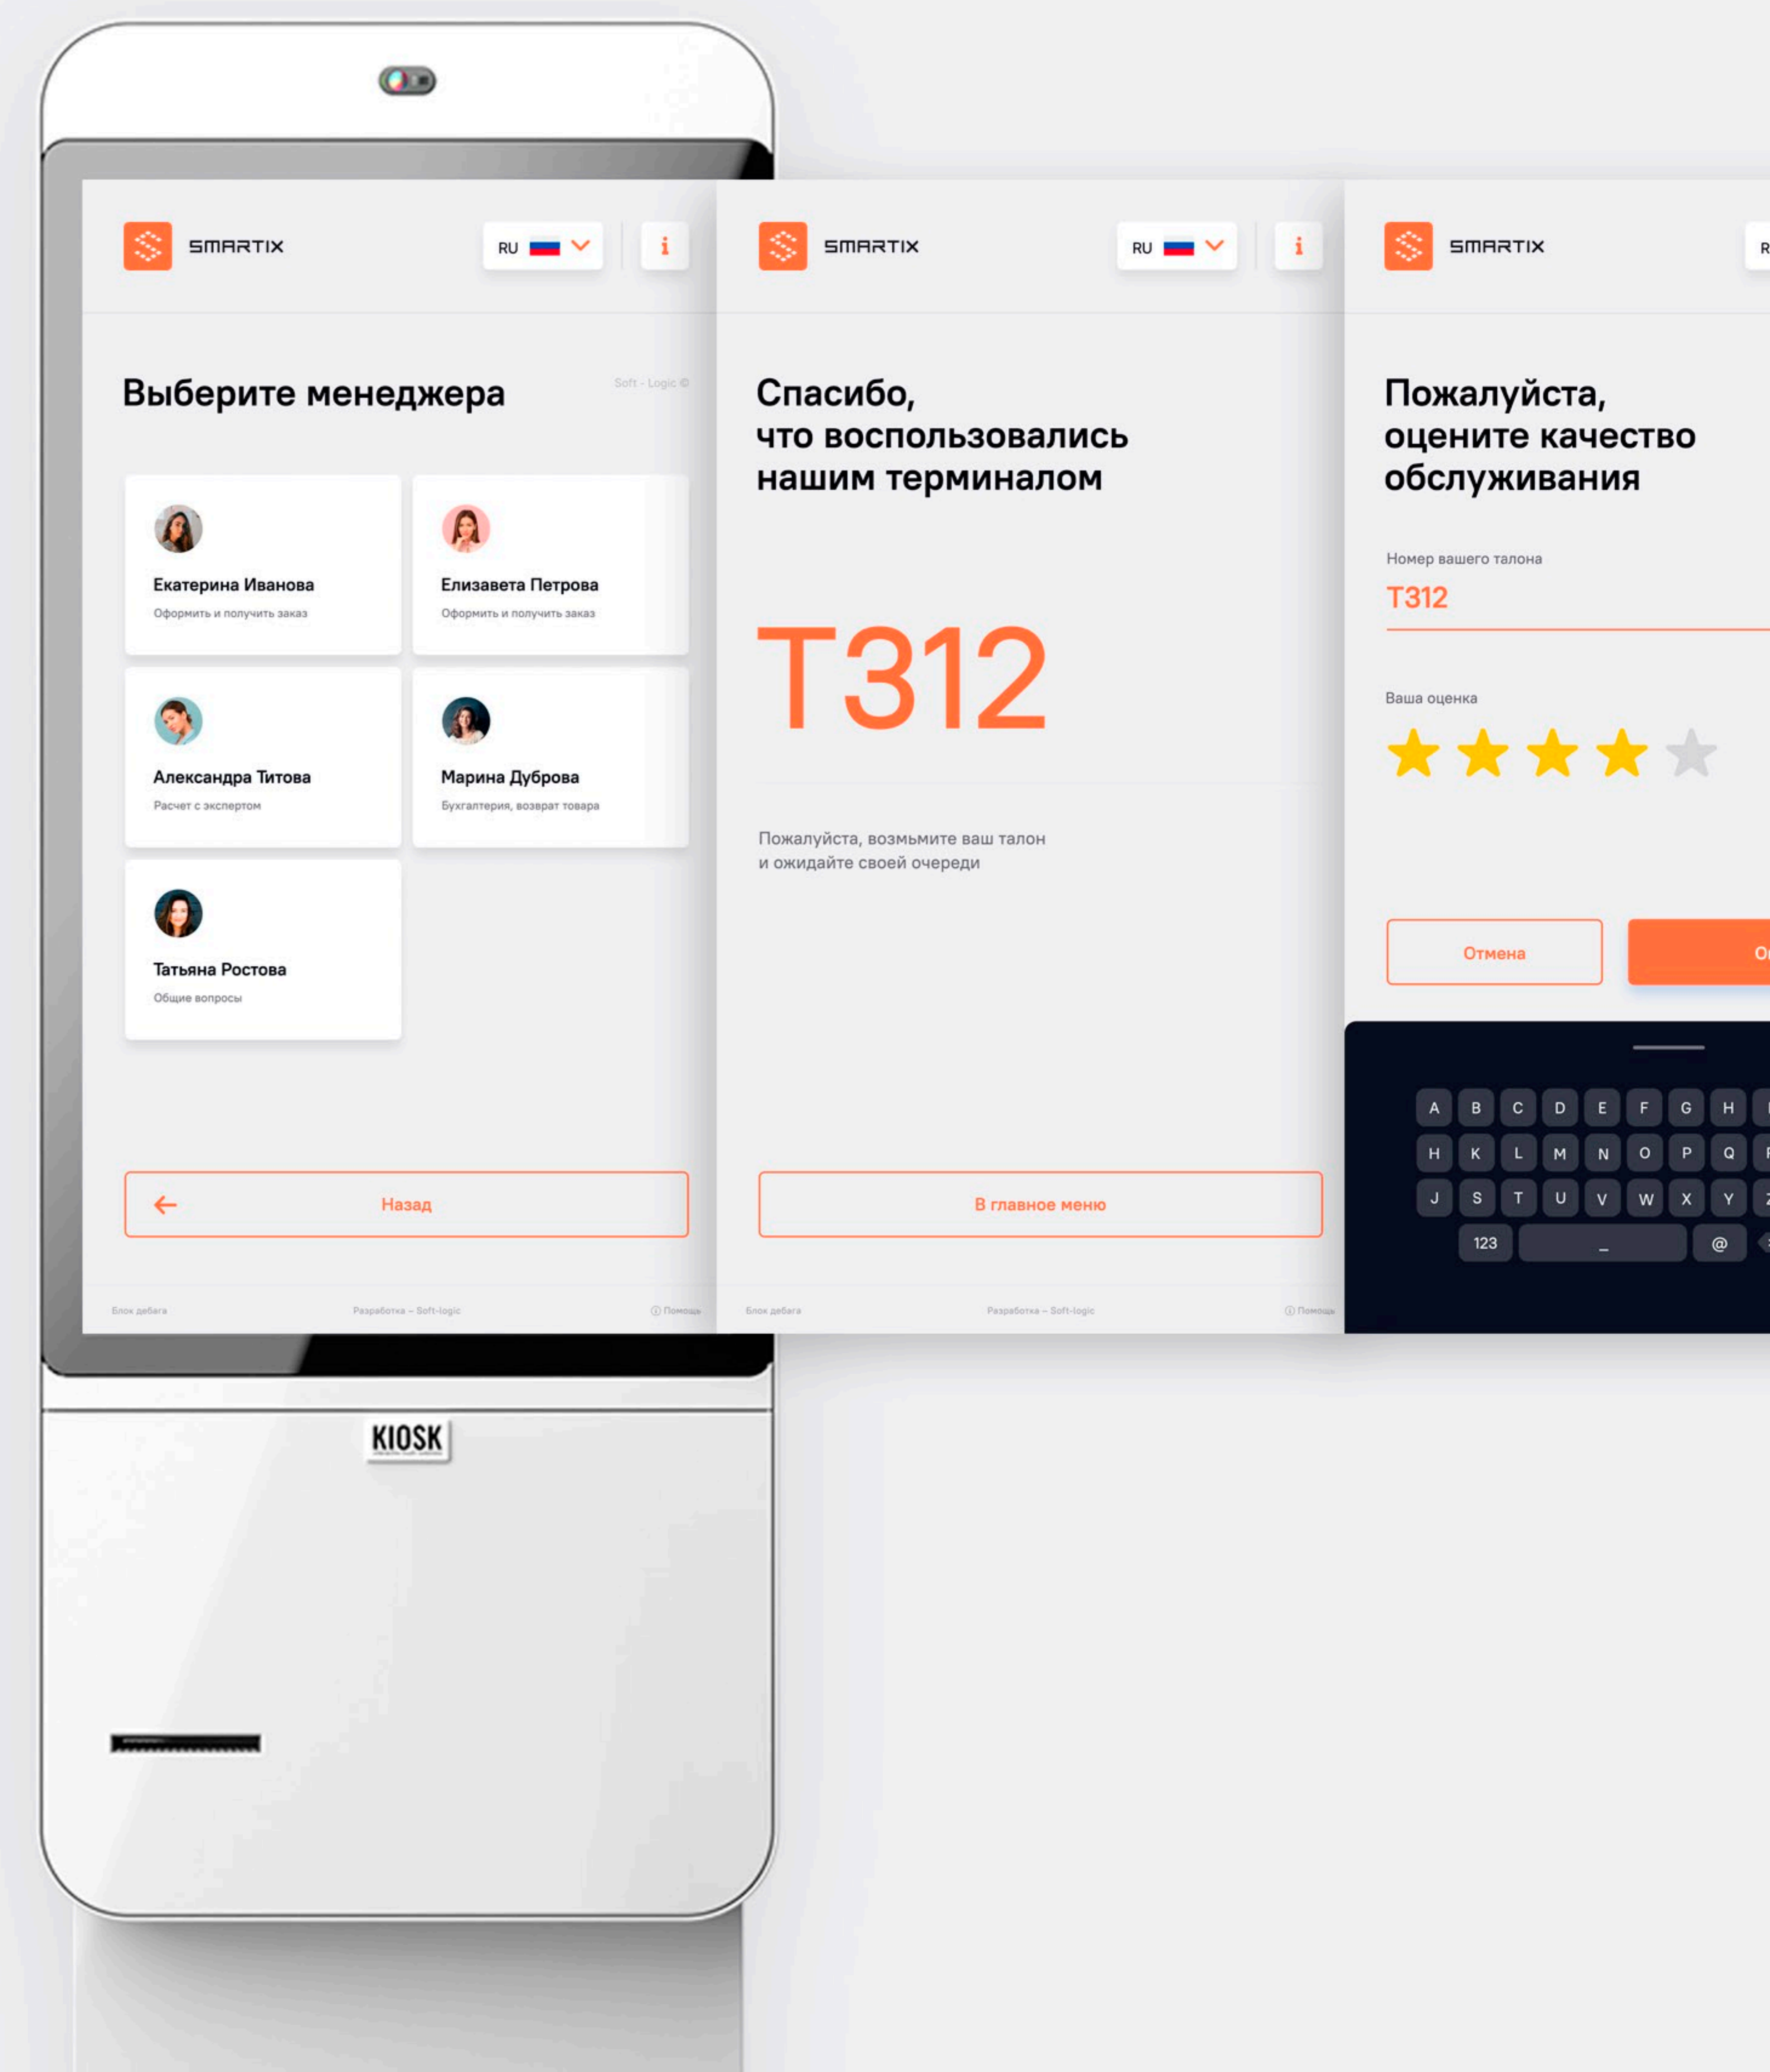 SMARTIX
RU
i
Выберите менеджера
Soft - Logic ©
Екатерина Иванова
Оформить и получить заказ
Елизавета Петрова
Оформить и получить заказ
Александра Титова
Расчет с экспертом
Марина Дуброва
Бухгалтерия, возврат товара
Татьяна Ростова
Общие вопросы
Назад
Блок дебага
Разработка – Soft-logic
Помощь
KIOSK
SMARTIX
RU
i
Спасибо,
что воспользовались
нашим терминалом
T312
Пожалуйста, возмьмите ваш талон
и ожидайте своей очереди
В главное меню
Блок дебага
Разработка – Soft-logic
Помощь
SMARTIX
Пожалуйста,
оцените качество
обслуживания
Номер вашего талона
T312
Ваша оценка
Отмена
A B C D E F G H
H K L M N O P Q
J S T U V W X Y
123 _ @